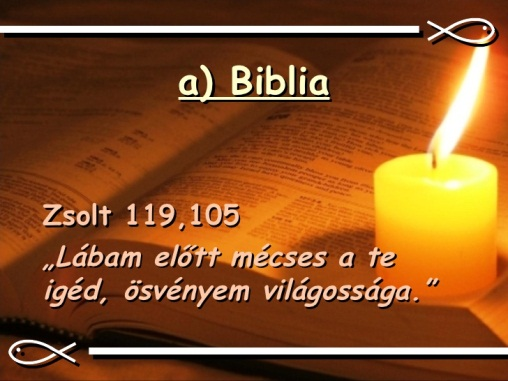 a) Biblia
Zsolt 119,105
„Lábam előtt mécses a te
igéd, ösvényem világossága.”